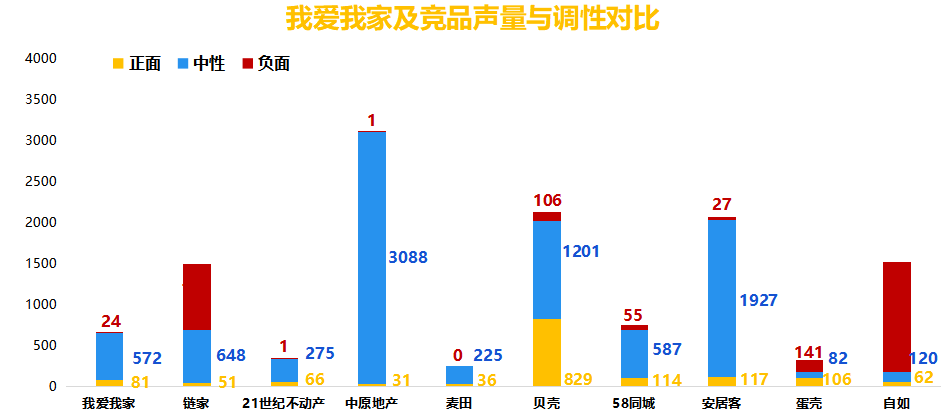 我爱我家及竞品声量与调性对比
正面 中性 负面
4000
3500
3000
2500
2000
1500
1000
500
0
24 572 81
648 51
1 275 66
1 3088 31
0 225 36
106 1201 829
55 587 114
27 1927 117
141 82 106
120 62
我爱我家 链家 21世纪不动产 中原地产 麦田 贝壳 58同城 安居客 蛋壳 自如